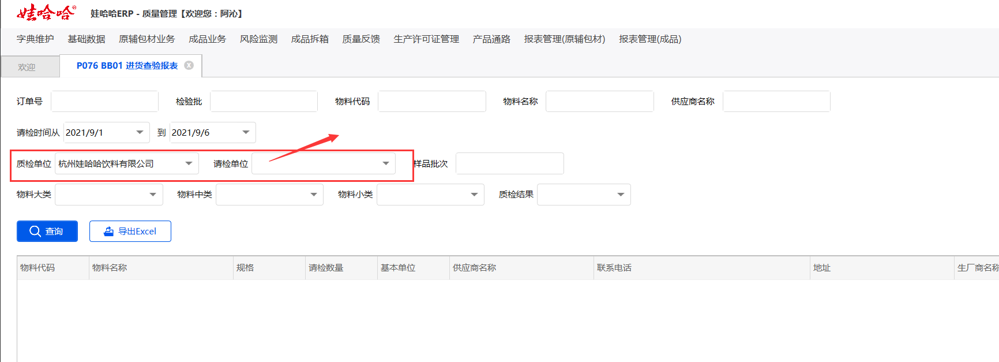 娃哈哈® 娃哈哈ERP - 质量管理【欢迎您：阿沁】
字典维护 基础数据 原辅包材业务 成品业务 风险监测 成品拆箱 质量反馈 生产许可证管理 产品通路 报表管理(原辅包材) 报表管理(成品)
欢迎 P076 BB01 进货查验报表
订单号 检验批 物料代码 物料名称 供应商名称
请检时间从 2021/9/1 到 2021/9/6
质检单位 杭州娃哈哈饮料有限公司 请检单位 样品批次
物料大类 物料中类 物料小类 质检结果
查询 导出Excel
物料代码 物料名称 规格 请检数量 基本单位 供应商名称 联系电话 地址 生厂商名称